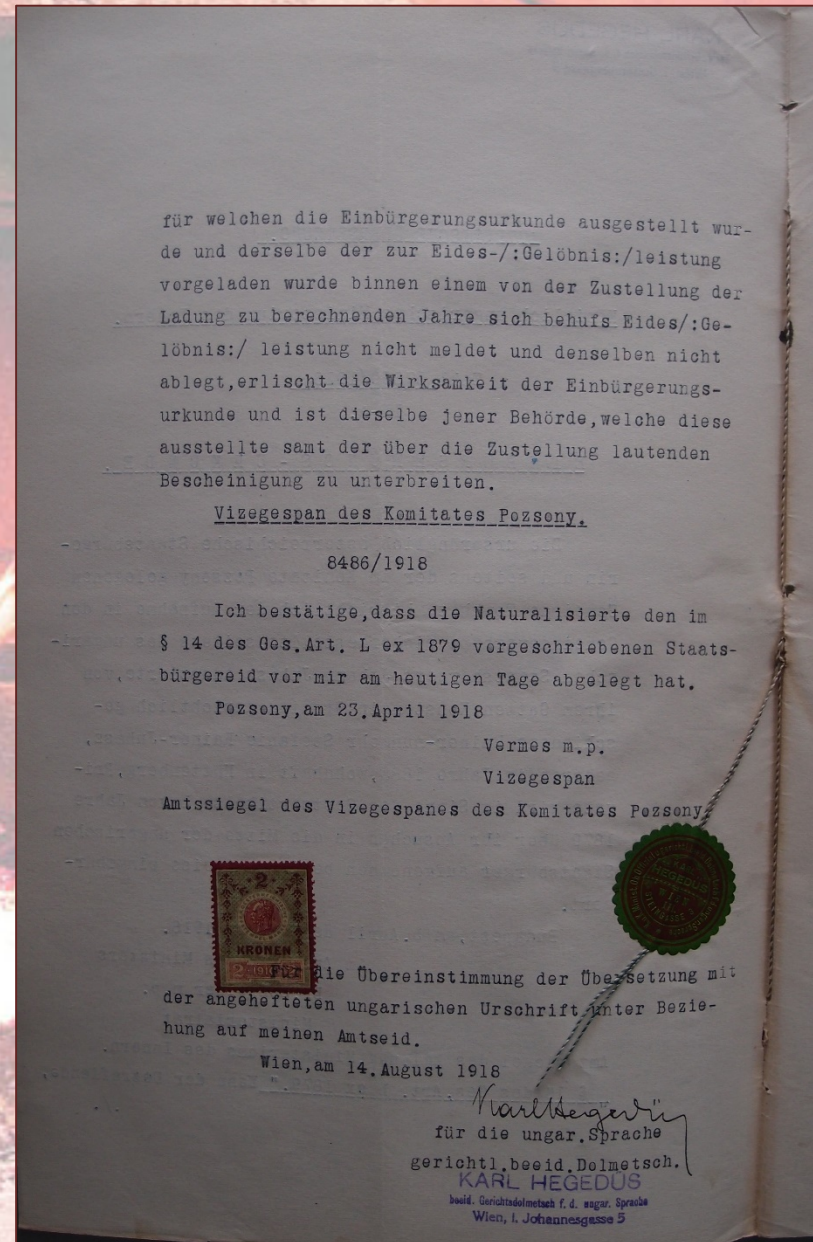 für welchen die Einbürgerungsurkunde ausgestellt wur-
de und derselbe der zur Eides-/:Gelöbnis:/leistung
vorgeladen wurde binnen einem von der Zustellung der
Ladung zu berechnenden Jahre sich behufs Eides/:Ge-
löbnis:/ leistung nicht meldet und denselben nicht
ablegt,erlischt die Wirksamkeit der Einbürgerungs-
urkunde und ist dieselbe jener Behörde,welche diese
ausstellte samt der über die Zustellung lautenden
Bescheinigung zu unterbreiten.
Vizegespan des Komitates Pozsony.
8486/1918
Ich bestätige,dass die Naturalisierte den im
§ 14 des Ges.Art. L ex 1879 vorgeschriebenen Staats-
bürgereid vor mir am heutigen Tage abgelegt hat.
Pozsony,am 23.April 1918
Vermes m.p.
Vizegespan
Amtssiegel des Vizegespanes des Komitates Pozsony
2
KRONEN
HEGEDUS
WIEN
Für die Übereinstimmung der Übersetzung mit
der angehefteten ungarischen Urschrift unter Bezie-
hung auf meinen Amtseid.
Wien,am 14.August 1918
Karl Hegedüs
für die ungar.Sprache
gerichtl.beeid.Dolmetsch.
KARL HEGEDUS
beeid. Gerichtsdolmetsch f. d. ungar. Sprache
Wien, I. Johannesgasse 5